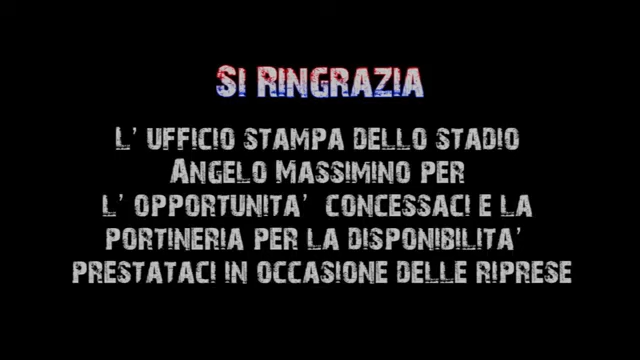 SI RINGRAZIA
L' UFFICIO STAMPA DELLO STADIO
ANGELO MASSIMINO PER
L' OPPORTUNITA' CONCESSACI E LA
PORTINERIA PER LA DISPONIBILITA'
PRESTATACI IN OCCASIONE DELLE RIPRESE